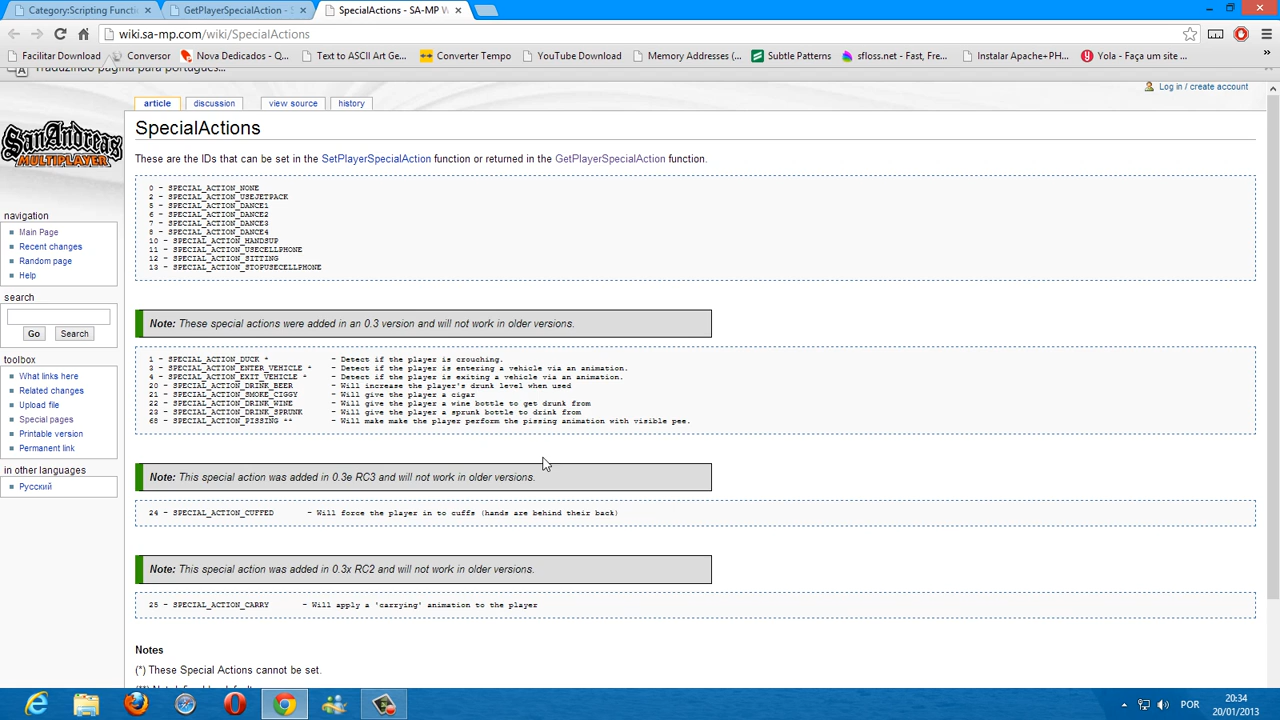 Category:Scripting Functi
GetPlayerSpecialAction - S
SpecialActions - SA-MP W
wiki.sa-mp.com/wiki/SpecialActions
Facilitar Download
Conversor
Nova Dedicados - Q...
Text to ASCII Art Ge...
Converter Tempo
YouTube Download
Memory Addresses (...
Subtle Patterns
sfloss.net - Fast, Fre...
Instalar Apache+PH...
Yola - Faça um site ...
Traduzindo página para português...
Log in / create account
article
discussion
view source
history
SanAndreas
MULTIPLAYER
SpecialActions
These are the IDs that can be set in the SetPlayerSpecialAction function or returned in the GetPlayerSpecialAction function.
0 - SPECIAL_ACTION_NONE
2 - SPECIAL_ACTION_USEJETPACK
5 - SPECIAL_ACTION_DANCE1
6 - SPECIAL_ACTION_DANCE2
7 - SPECIAL_ACTION_DANCE3
8 - SPECIAL_ACTION_DANCE4
10 - SPECIAL_ACTION_HANDSUP
11 - SPECIAL_ACTION_USECELLPHONE
12 - SPECIAL_ACTION_SITTING
13 - SPECIAL_ACTION_STOPUSECELLPHONE
navigation
Main Page
Recent changes
Random page
Help
search
Go
Search
toolbox
What links here
Related changes
Upload file
Special pages
Printable version
Permanent link
in other languages
Русский
Note: These special actions were added in an 0.3 version and will not work in older versions.
1 - SPECIAL_ACTION_DUCK * - Detect if the player is crouching.
3 - SPECIAL_ACTION_ENTER_VEHICLE * - Detect if the player is entering a vehicle via an animation.
4 - SPECIAL_ACTION_EXIT_VEHICLE * - Detect if the player is exiting a vehicle via an animation.
20 - SPECIAL_ACTION_DRINK_BEER - Will increase the player's drunk level when used
21 - SPECIAL_ACTION_SMOKE_CIGGY - Will give the player a cigar
22 - SPECIAL_ACTION_DRINK_WINE - Will give the player a wine bottle to get drunk from
23 - SPECIAL_ACTION_DRINK_SPRUNK - Will give the player a sprunk bottle to drink from
68 - SPECIAL_ACTION_PISSING ** - Will make make the player perform the pissing animation with visible pee.
Note: This special action was added in 0.3e RC3 and will not work in older versions.
24 - SPECIAL_ACTION_CUFFED - Will force the player in to cuffs (hands are behind their back)
Note: This special action was added in 0.3x RC2 and will not work in older versions.
25 - SPECIAL_ACTION_CARRY - Will apply a 'carrying' animation to the player
Notes
(*) These Special Actions cannot be set.
POR
20:34
20/01/2013